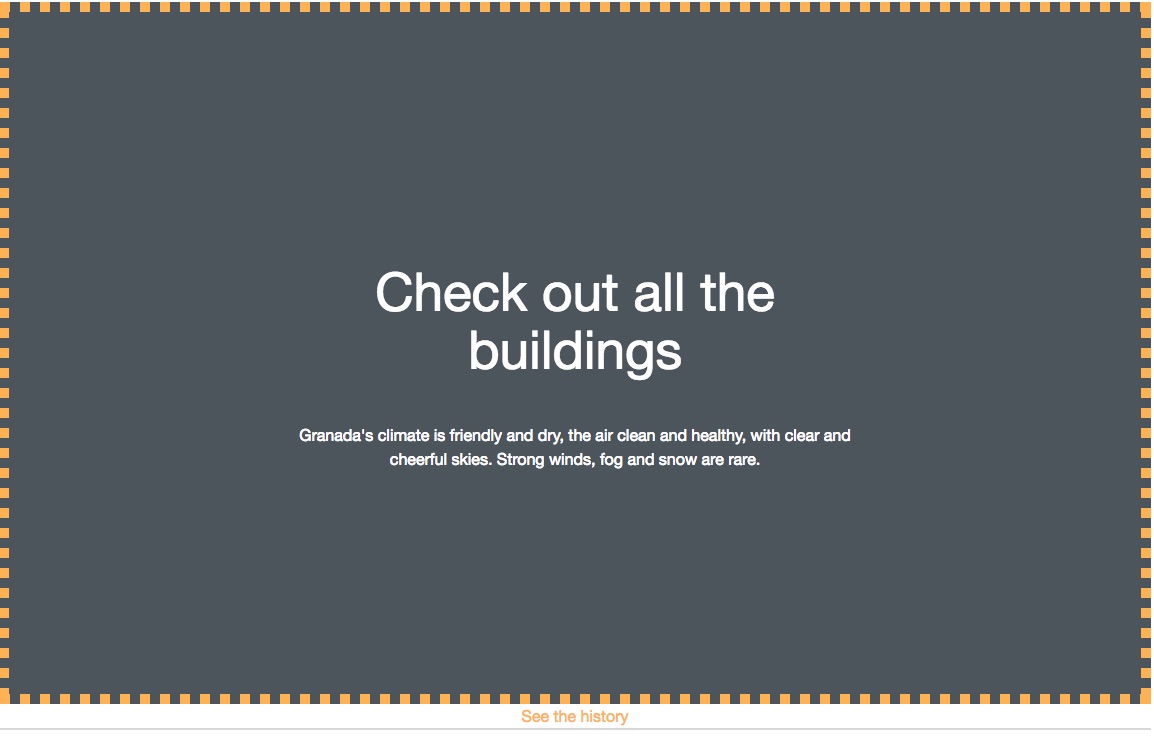 Check out all the
buildings
Granada's climate is friendly and dry, the air clean and healthy, with clear and
cheerful skies. Strong winds, fog and snow are rare.
See the history